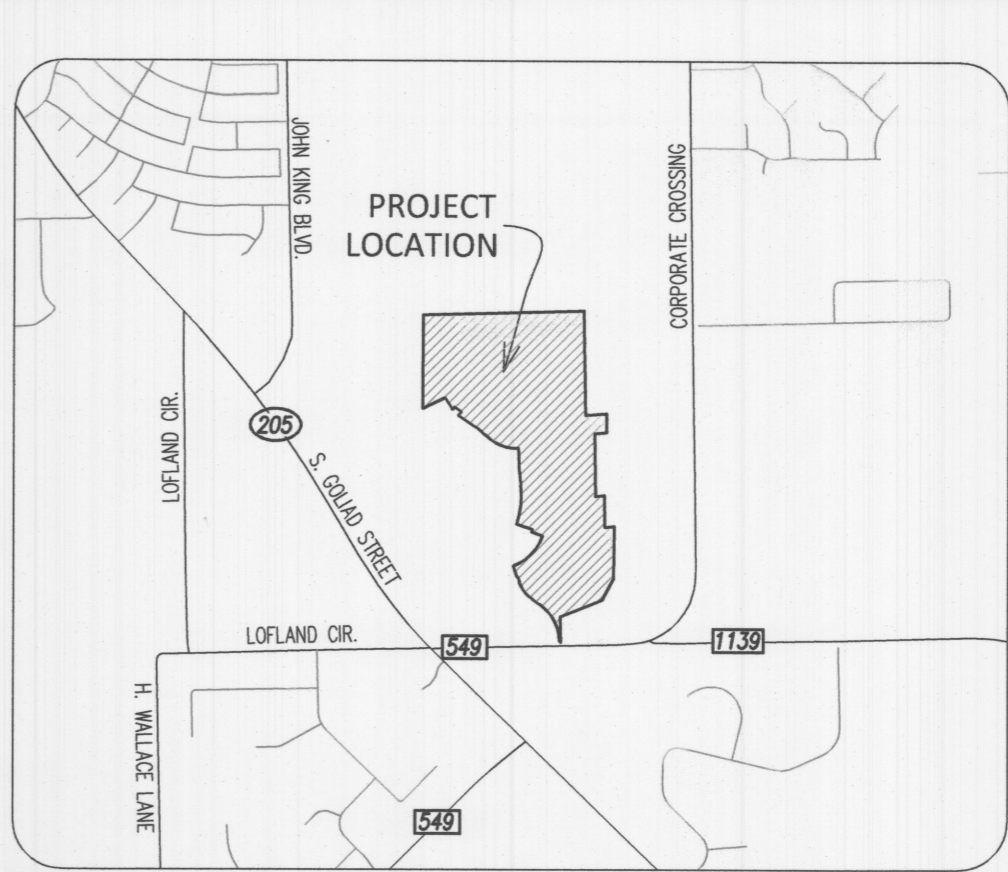 JOHN KING BLVD.
PROJECT
LOCATION
CORPORATE CROSSING
LOFLAND CIR.
205
S. GOLIAD STREET
LOFLAND CIR.
549
1139
H. WALLACE LANE
549